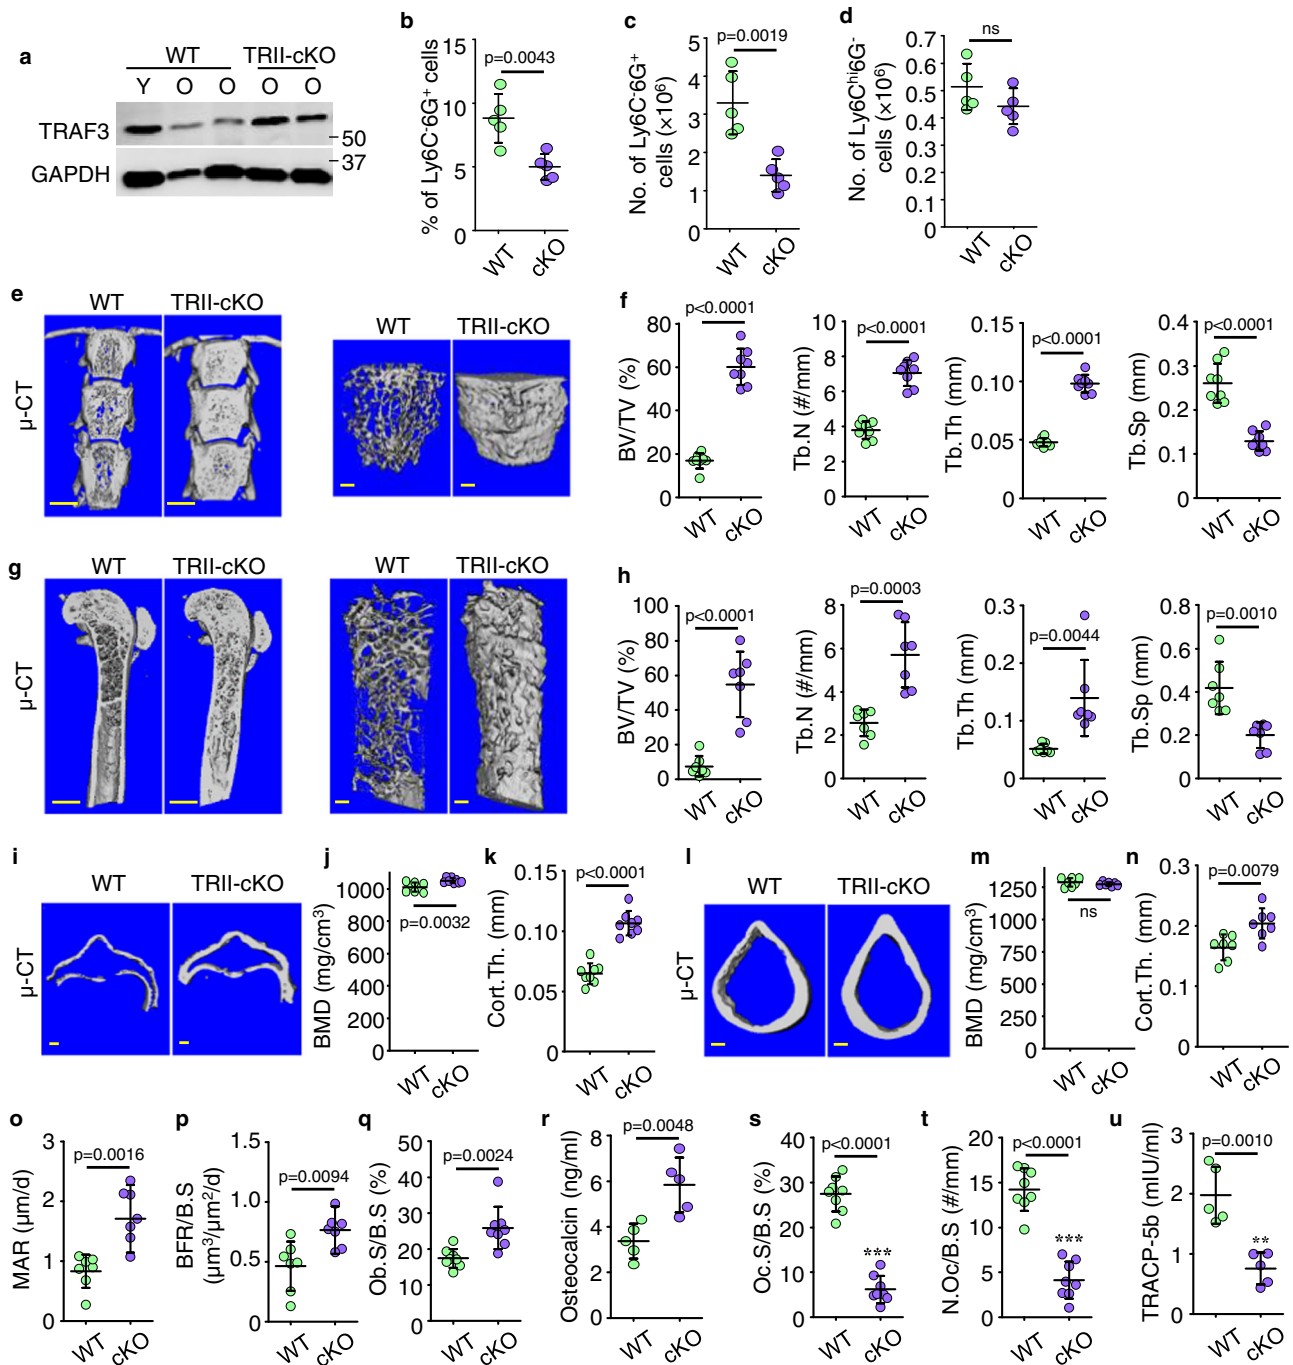 a
WT
TRII-cKO
Y O O O O
TRAF3
50
37
GAPDH
b
% of Ly6C-6G+ cells
15
10
5
0
p=0.0043
WT
cKO
c
No. of Ly6C-6G+
cells (×10⁶)
5
4
3
2
1
0
p=0.0019
WT
cKO
d
No. of Ly6Chi6G-
cells (×10⁶)
0.7
0.6
0.5
0.4
0.3
0.2
0.1
0
ns
WT
cKO
e
WT
TRII-cKO
WT
TRII-cKO
μ-CT
f
BV/TV (%)
80
60
40
20
0
p<0.0001
WT
cKO
Tb.N (#/mm)
10
8
6
4
2
0
p<0.0001
WT
cKO
Tb.Th (mm)
0.15
0.10
0.05
0
p<0.0001
WT
cKO
Tb.Sp (mm)
0.4
0.3
0.2
0.1
0
p<0.0001
WT
cKO
g
WT
TRII-cKO
WT
TRII-cKO
μ-CT
h
BV/TV (%)
100
80
60
40
20
0
p<0.0001
WT
cKO
Tb.N (#/mm)
8
6
4
2
0
p=0.0003
WT
cKO
Tb.Th (mm)
0.3
0.2
0.1
0
p=0.0044
WT
cKO
Tb.Sp (mm)
0.8
0.6
0.4
0.2
0
p=0.0010
WT
cKO
i
WT
TRII-cKO
μ-CT
j
BMD (mg/cm³)
1000
800
600
400
200
0
p=0.0032
WT
cKO
k
Cort.Th. (mm)
0.15
0.10
0.05
0
p<0.0001
WT
cKO
l
WT
TRII-cKO
μ-CT
m
BMD (mg/cm³)
1250
1000
750
500
250
0
ns
WT
cKO
n
Cort.Th. (mm)
0.3
0.2
0.1
0
p=0.0079
WT
cKO
o
MAR (μm/d)
3
2
1
0
p=0.0016
WT
cKO
p
BFR/B.S
(μm³/μm²/d)
1.5
1.0
0.5
0
p=0.0094
WT
cKO
q
Ob.S/B.S (%)
50
40
30
20
10
0
p=0.0024
WT
cKO
r
Osteocalcin (ng/ml)
8
6
4
2
0
p=0.0048
WT
cKO
s
Oc.S/B.S (%)
40
30
20
10
0
p<0.0001
***
WT
cKO
t
N.Oc/B.S (#/mm)
20
15
10
5
0
p<0.0001
***
WT
cKO
u
TRACP-5b (mIU/ml)
3
2
1
0
p=0.0010
**
WT
cKO